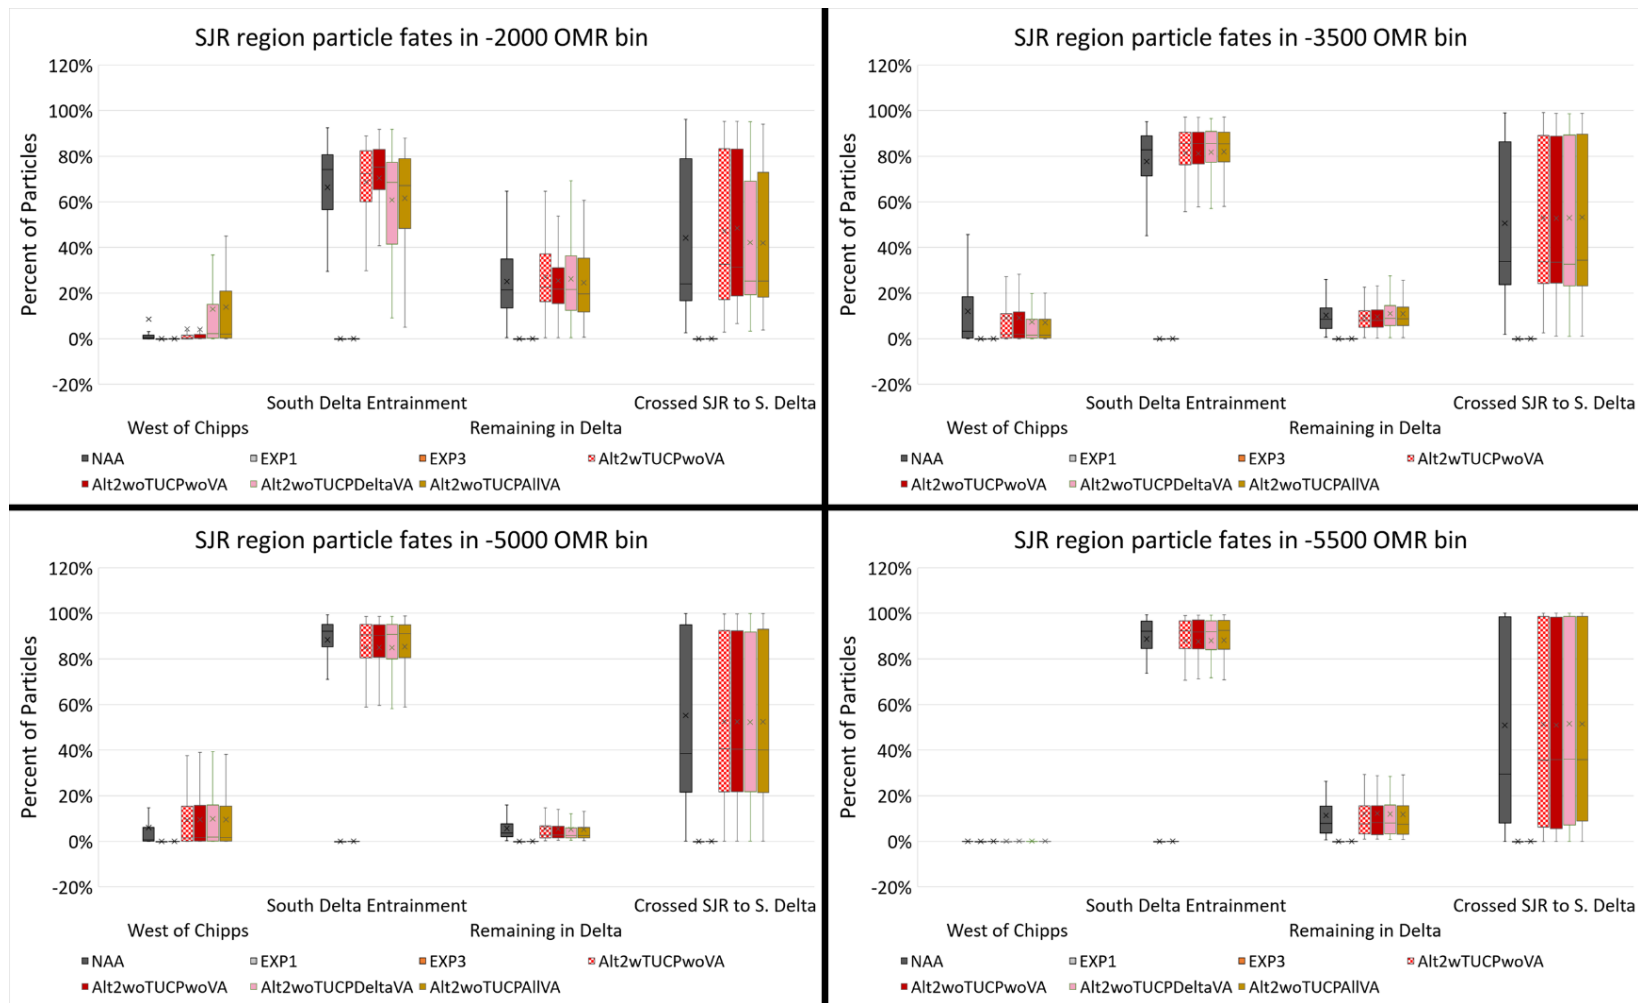 SJR region particle fates in -2000 OMR bin
120%
100%
80%
60%
40%
20%
0%
-20%
Percent of Particles
South Delta Entrainment
Crossed SJR to S. Delta
West of Chipps
Remaining in Delta
NAA
EXP1
EXP3
Alt2wTUCPwoVA
Alt2woTUCPwoVA
Alt2woTUCPDeltaVA
Alt2woTUCPAllVA
SJR region particle fates in -3500 OMR bin
120%
100%
80%
60%
40%
20%
0%
-20%
Percent of Particles
South Delta Entrainment
Crossed SJR to S. Delta
West of Chipps
Remaining in Delta
NAA
EXP1
EXP3
Alt2wTUCPwoVA
Alt2woTUCPwoVA
Alt2woTUCPDeltaVA
Alt2woTUCPAllVA
SJR region particle fates in -5000 OMR bin
120%
100%
80%
60%
40%
20%
0%
-20%
Percent of Particles
South Delta Entrainment
Crossed SJR to S. Delta
West of Chipps
Remaining in Delta
NAA
EXP1
EXP3
Alt2wTUCPwoVA
Alt2woTUCPwoVA
Alt2woTUCPDeltaVA
Alt2woTUCPAllVA
SJR region particle fates in -5500 OMR bin
120%
100%
80%
60%
40%
20%
0%
-20%
Percent of Particles
South Delta Entrainment
Crossed SJR to S. Delta
West of Chipps
Remaining in Delta
NAA
EXP1
EXP3
Alt2wTUCPwoVA
Alt2woTUCPwoVA
Alt2woTUCPDeltaVA
Alt2woTUCPAllVA